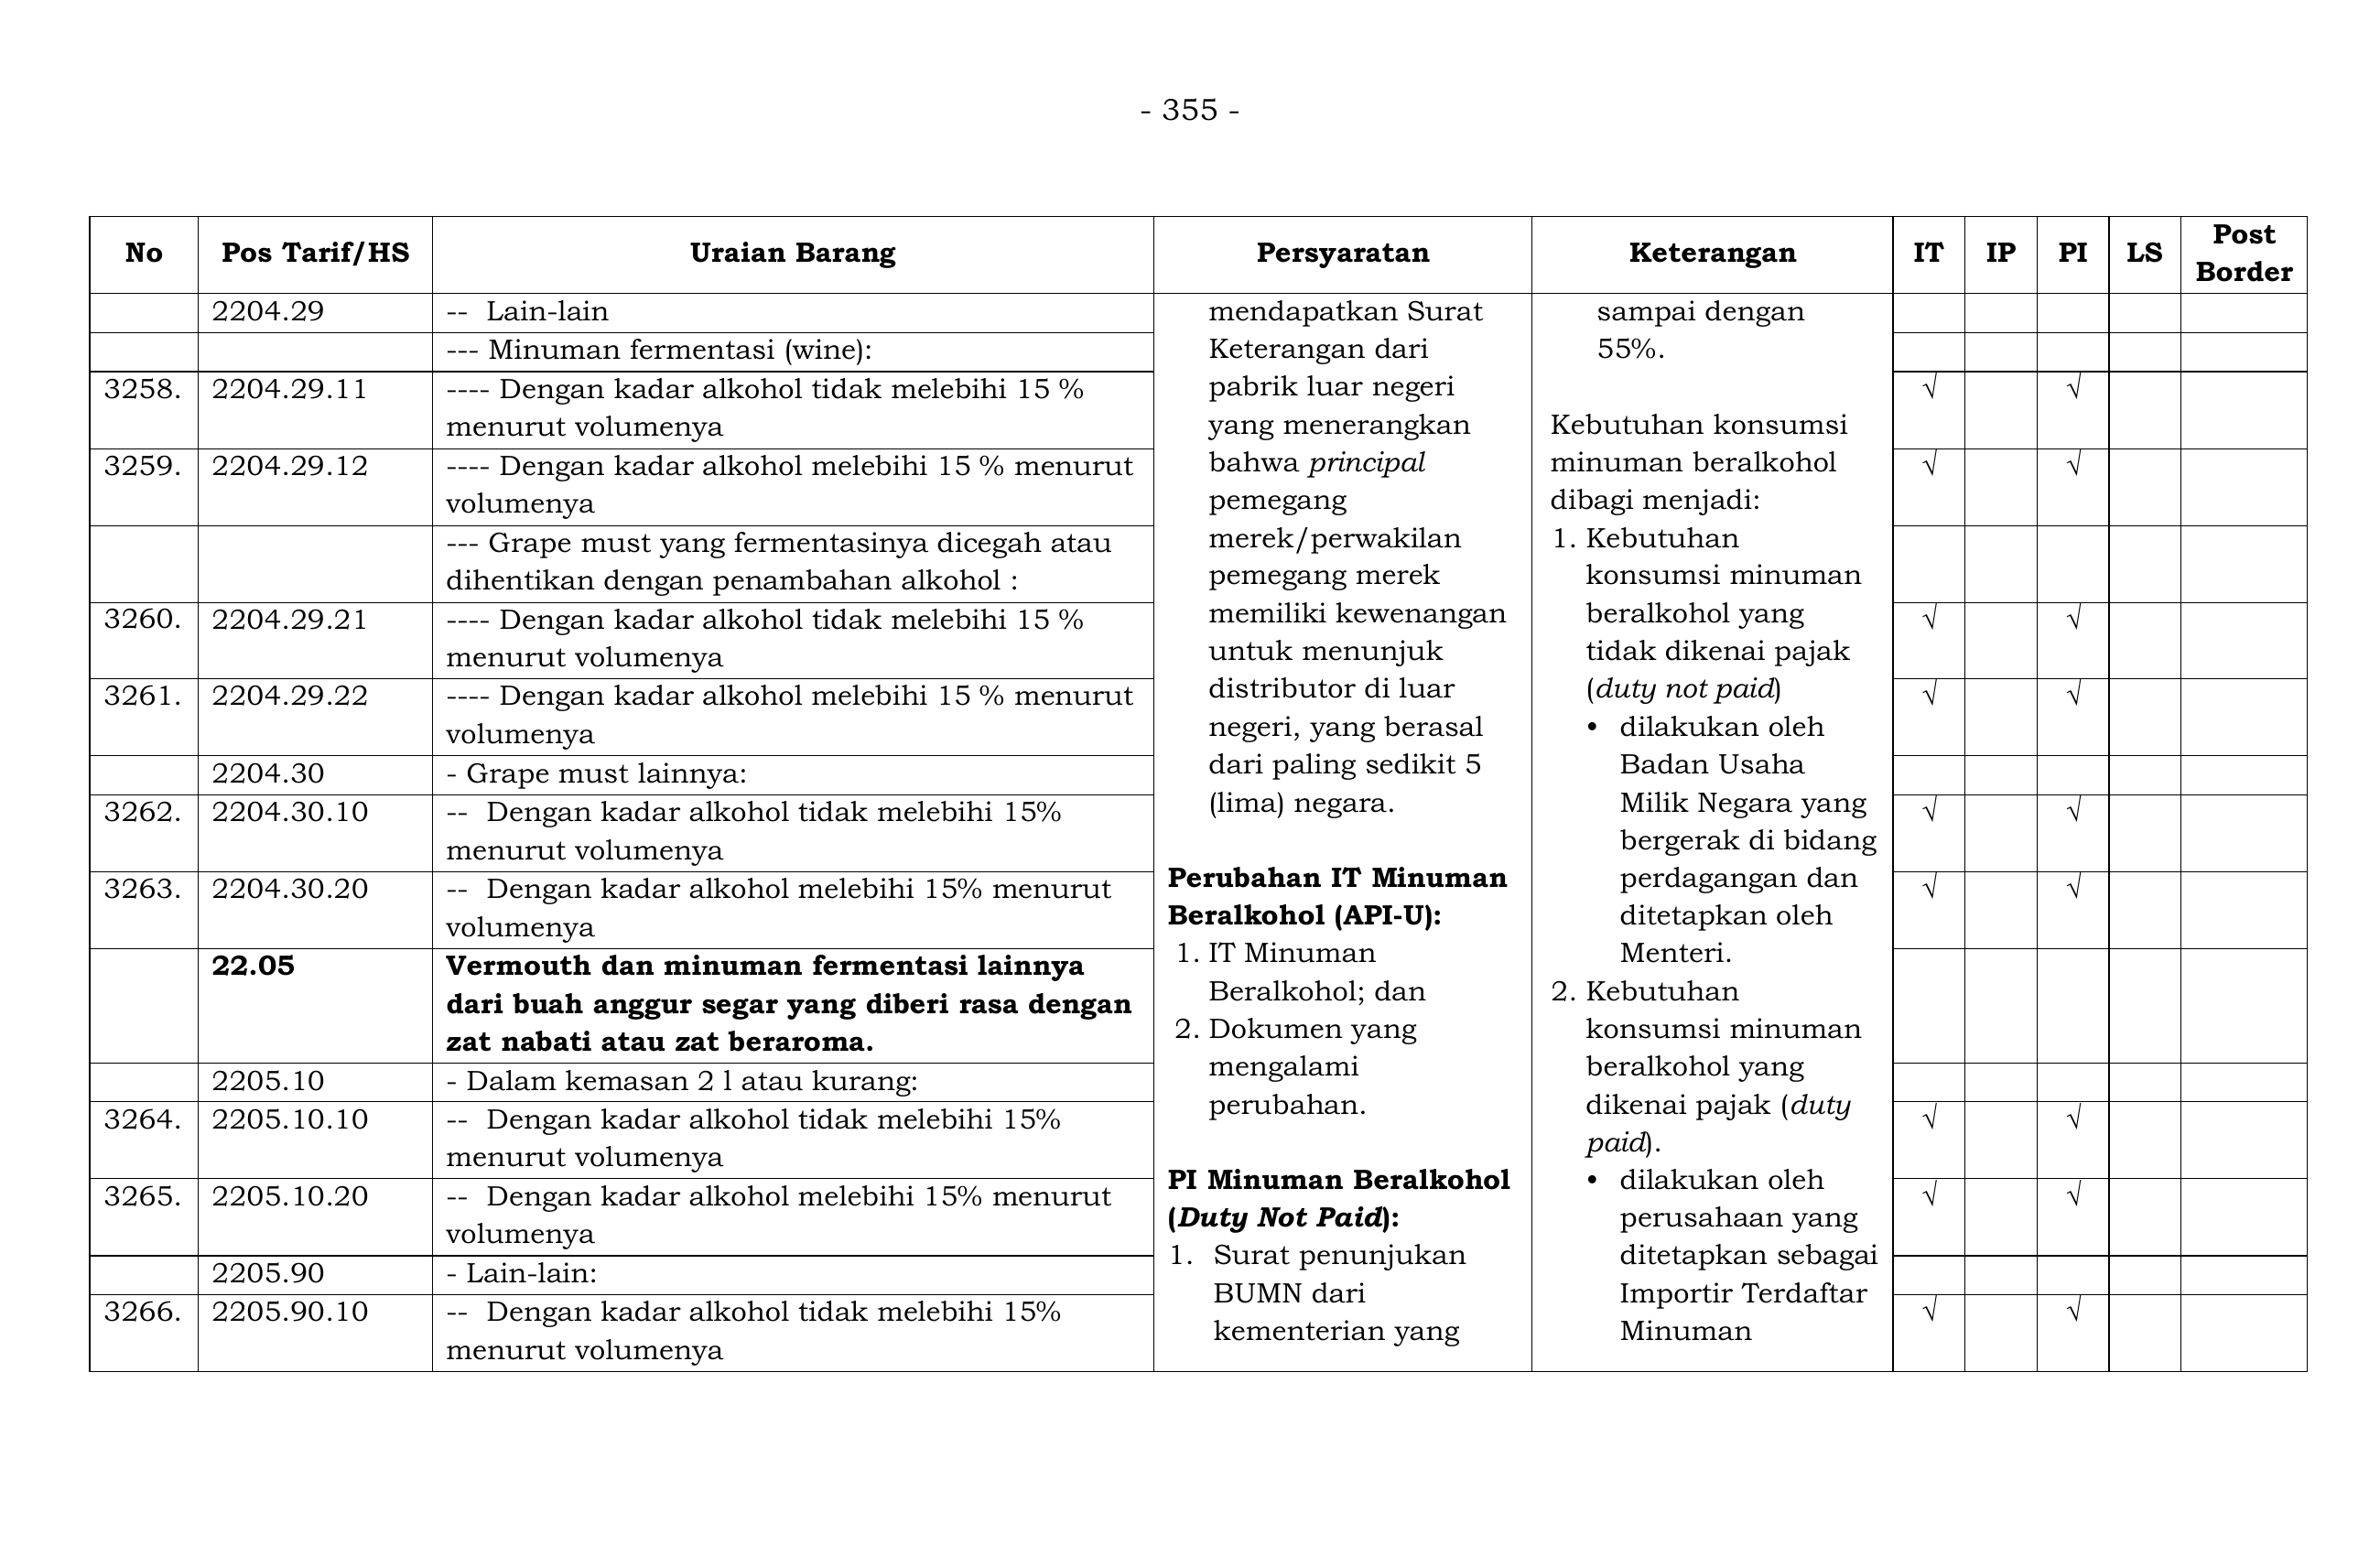 - 355 -
No Pos Tarif/HS Uraian Barang Persyaratan Keterangan IT IP PI LS Post Border
2204.29 -- Lain-lain
--- Minuman fermentasi (wine):
3258. 2204.29.11 ---- Dengan kadar alkohol tidak melebihi 15 % √ √
menurut volumenya
3259. 2204.29.12 ---- Dengan kadar alkohol melebihi 15 % menurut √ √
volumenya
--- Grape must yang fermentasinya dicegah atau
dihentikan dengan penambahan alkohol :
3260. 2204.29.21 ---- Dengan kadar alkohol tidak melebihi 15 % √ √
menurut volumenya
3261. 2204.29.22 ---- Dengan kadar alkohol melebihi 15 % menurut √ √
volumenya
2204.30 - Grape must lainnya:
3262. 2204.30.10 -- Dengan kadar alkohol tidak melebihi 15% √ √
menurut volumenya
3263. 2204.30.20 -- Dengan kadar alkohol melebihi 15% menurut √ √
volumenya
22.05 Vermouth dan minuman fermentasi lainnya
dari buah anggur segar yang diberi rasa dengan
zat nabati atau zat beraroma.
2205.10 - Dalam kemasan 2 l atau kurang:
3264. 2205.10.10 -- Dengan kadar alkohol tidak melebihi 15% √ √
menurut volumenya
3265. 2205.10.20 -- Dengan kadar alkohol melebihi 15% menurut √ √
volumenya
2205.90 - Lain-lain:
3266. 2205.90.10 -- Dengan kadar alkohol tidak melebihi 15% √ √
menurut volumenya
mendapatkan Surat
Keterangan dari
pabrik luar negeri
yang menerangkan
bahwa principal
pemegang
merek/perwakilan
pemegang merek
memiliki kewenangan
untuk menunjuk
distributor di luar
negeri, yang berasal
dari paling sedikit 5
(lima) negara.
Perubahan IT Minuman
Beralkohol (API-U):
1. IT Minuman
Beralkohol; dan
2. Dokumen yang
mengalami
perubahan.
PI Minuman Beralkohol
(Duty Not Paid):
1. Surat penunjukan
BUMN dari
kementerian yang
sampai dengan
55%.
Kebutuhan konsumsi
minuman beralkohol
dibagi menjadi:
1. Kebutuhan
konsumsi minuman
beralkohol yang
tidak dikenai pajak
(duty not paid)
• dilakukan oleh
Badan Usaha
Milik Negara yang
bergerak di bidang
perdagangan dan
ditetapkan oleh
Menteri.
2. Kebutuhan
konsumsi minuman
beralkohol yang
dikenai pajak (duty
paid).
• dilakukan oleh
perusahaan yang
ditetapkan sebagai
Importir Terdaftar
Minuman